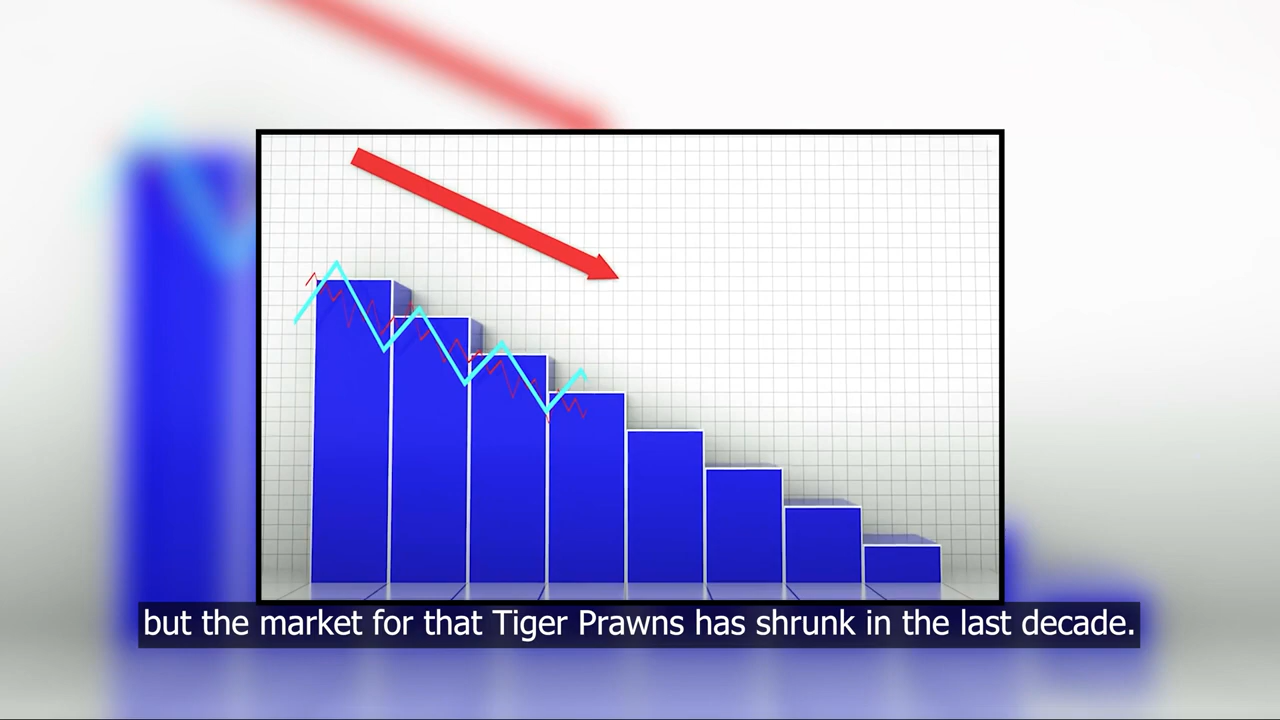 but the market for that Tiger Prawns has shrunk in the last decade.